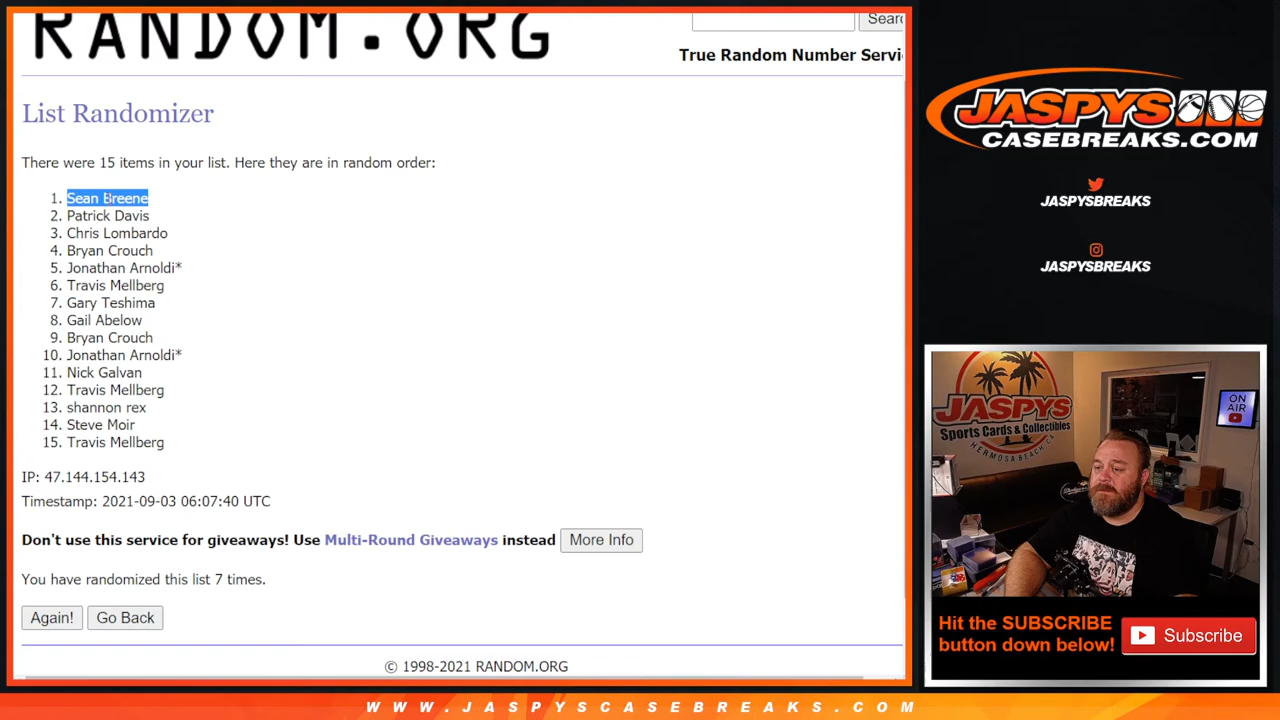 RANDOM.ORG
Searc
True Random Number Servi
List Randomizer
There were 15 items in your list. Here they are in random order:
1. Sean Breene
2. Patrick Davis
3. Chris Lombardo
4. Bryan Crouch
5. Jonathan Arnoldi*
6. Travis Mellberg
7. Gary Teshima
8. Gail Abelow
9. Bryan Crouch
10. Jonathan Arnoldi*
11. Nick Galvan
12. Travis Mellberg
13. shannon rex
14. Steve Moir
15. Travis Mellberg
IP: 47.144.154.143
Timestamp: 2021-09-03 06:07:40 UTC
Don't use this service for giveaways! Use Multi-Round Giveaways instead More Info
You have randomized this list 7 times.
Again! Go Back
© 1998-2021 RANDOM.ORG
JASPYS
CASEBREAKS.COM
JASPYSBREAKS
JASPYSBREAKS
JASPYS
Sports Cards & Collectibles
HERMOSA BEACH, CA
ON
AIR
Hit the SUBSCRIBE
button down below!
Subscribe
WWW.JASPYSCASEBREAKS.COM